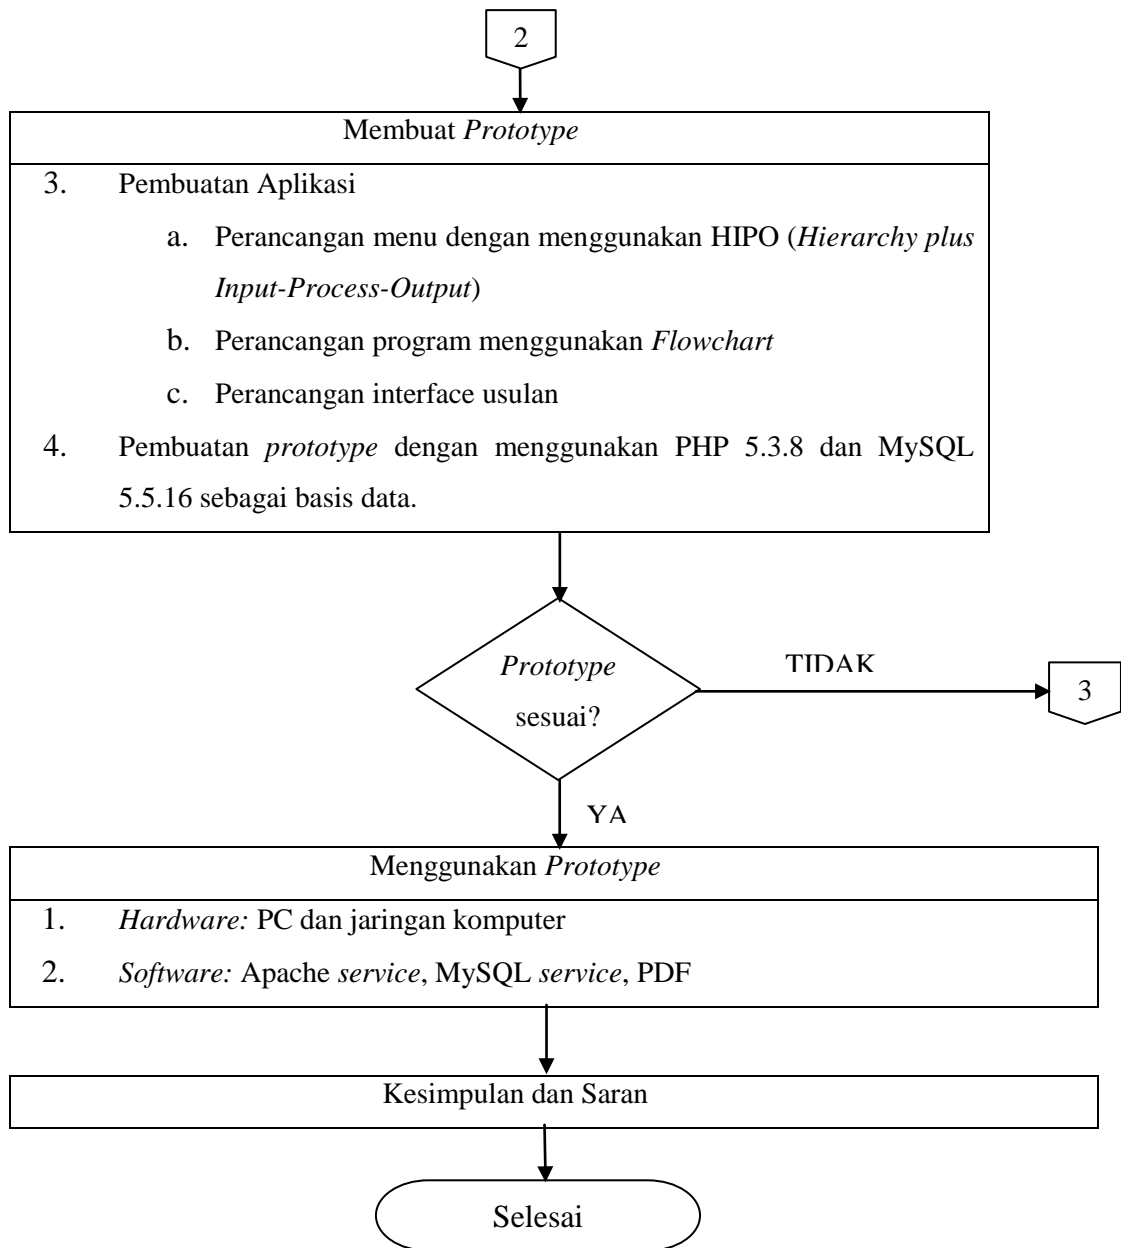 2
Membuat Prototype
3. Pembuatan Aplikasi
a. Perancangan menu dengan menggunakan HIPO (Hierarchy plus
Input-Process-Output)
b. Perancangan program menggunakan Flowchart
c. Perancangan interface usulan
4. Pembuatan prototype dengan menggunakan PHP 5.3.8 dan MySQL
5.5.16 sebagai basis data.
Prototype
sesuai?
TIDAK
3
YA
Menggunakan Prototype
1. Hardware: PC dan jaringan komputer
2. Software: Apache service, MySQL service, PDF
Kesimpulan dan Saran
Selesai